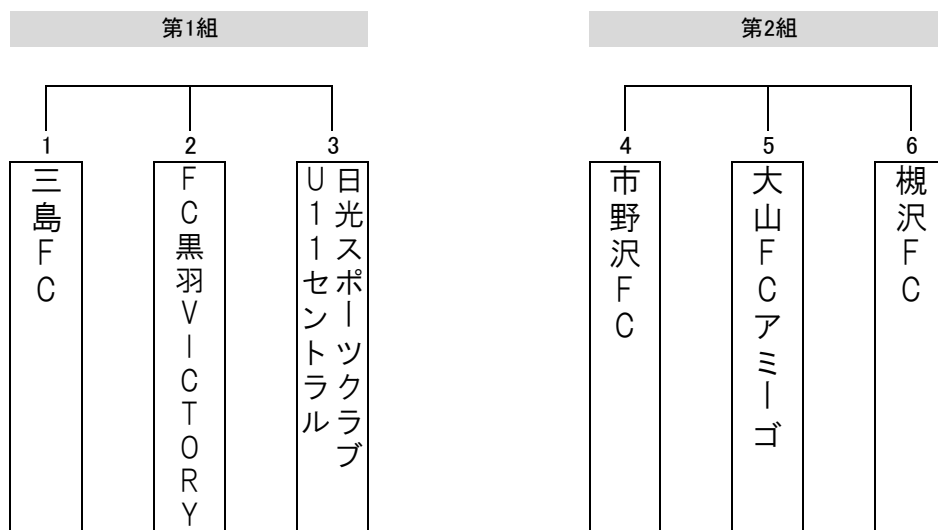 第1組
第2組
1
2
3
4
5
6
三島FC
FC黒羽VICTORY
日光スポーツクラブ
U11セントラル
市野沢FC
大山FCアミーゴ
槻沢FC